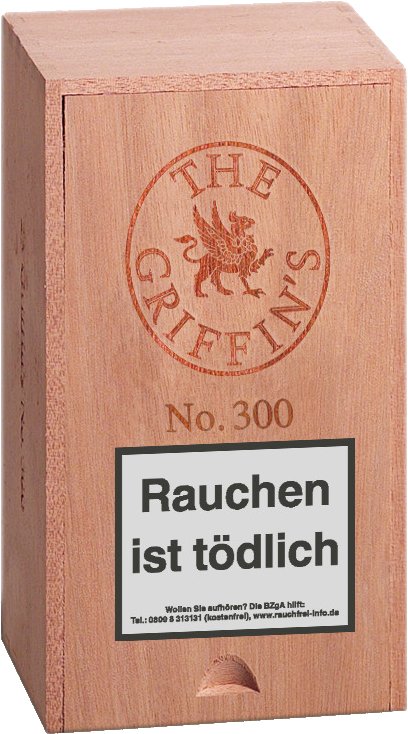 THE
GRIFFIN'S
No. 300
Rauchen
ist tödlich
Wollen Sie aufhören? Die BZgA hilft:
Tel.: 0809 8 313131 (kostenfrei), www.rauchfrei-info.de